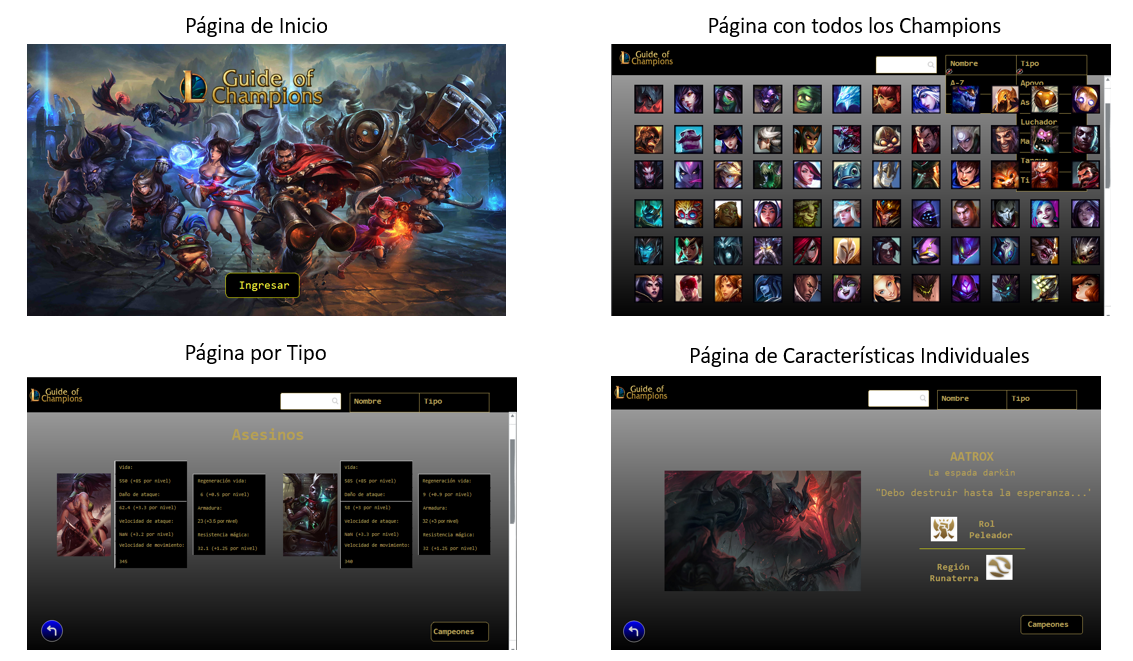 Página de Inicio
Guide of
Champions
Ingresar
Página con todos los Champions
Guide of
Champions
Nombre
Tipo
A-Z
Apoyo
As
Luchador
Ma
Tanque
Ti
Página por Tipo
Guide of
Champions
Nombre
Tipo
Asesinos
Vida:
550 (+85 por nivel)
Daño de ataque:
62.4 (+3.3 por nivel)
Velocidad de ataque:
NaN (+3.2 por nivel)
Velocidad de movimiento:
345
Regeneración vida:
6 (+0.5 por nivel)
Armadura:
23 (+3.5 por nivel)
Resistencia mágica:
32.1 (+1.25 por nivel)
Vida:
585 (+95 por nivel)
Daño de ataque:
58 (+3 por nivel)
Velocidad de ataque:
NaN (+3.3 por nivel)
Velocidad de movimiento:
340
Regeneración vida:
9 (+0.9 por nivel)
Armadura:
32 (+3 por nivel)
Resistencia mágica:
32 (+1.25 por nivel)
Campeones
Página de Características Individuales
Guide of
Champions
Nombre
Tipo
AATROX
La espada darkin
"Debo destruir hasta la esperanza...'
Rol
Peleador
Región
Runaterra
Campeones